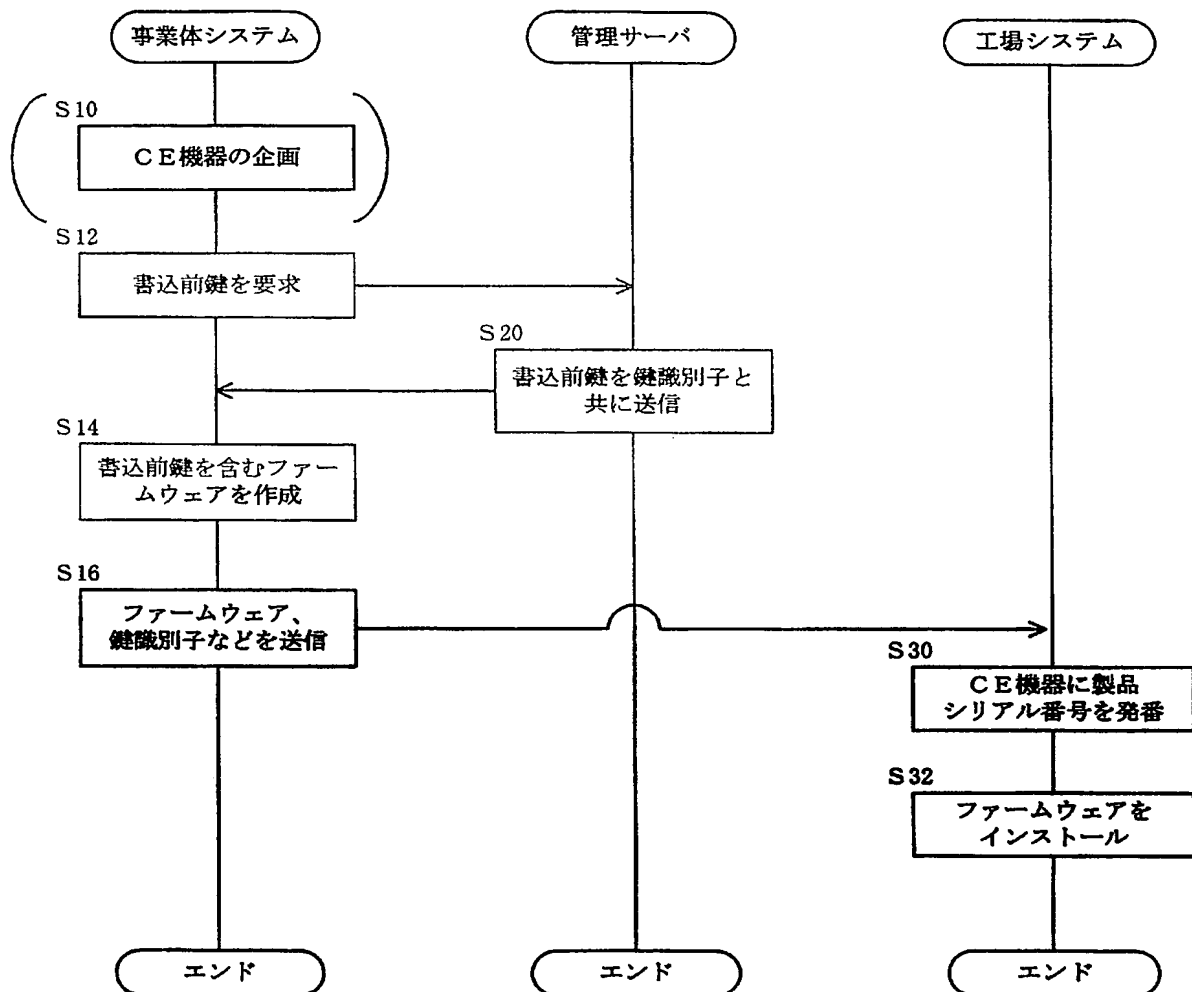 事業体システム
管理サーバ
工場システム
S10
CE機器の企画
S12
書込前鍵を要求
S20
書込前鍵を鍵識別子と
共に送信
S14
書込前鍵を含むファー
ムウェアを作成
S16
ファームウェア、
鍵識別子などを送信
S30
CE機器に製品
シリアル番号を発番
S32
ファームウェアを
インストール
エンド
エンド
エンド